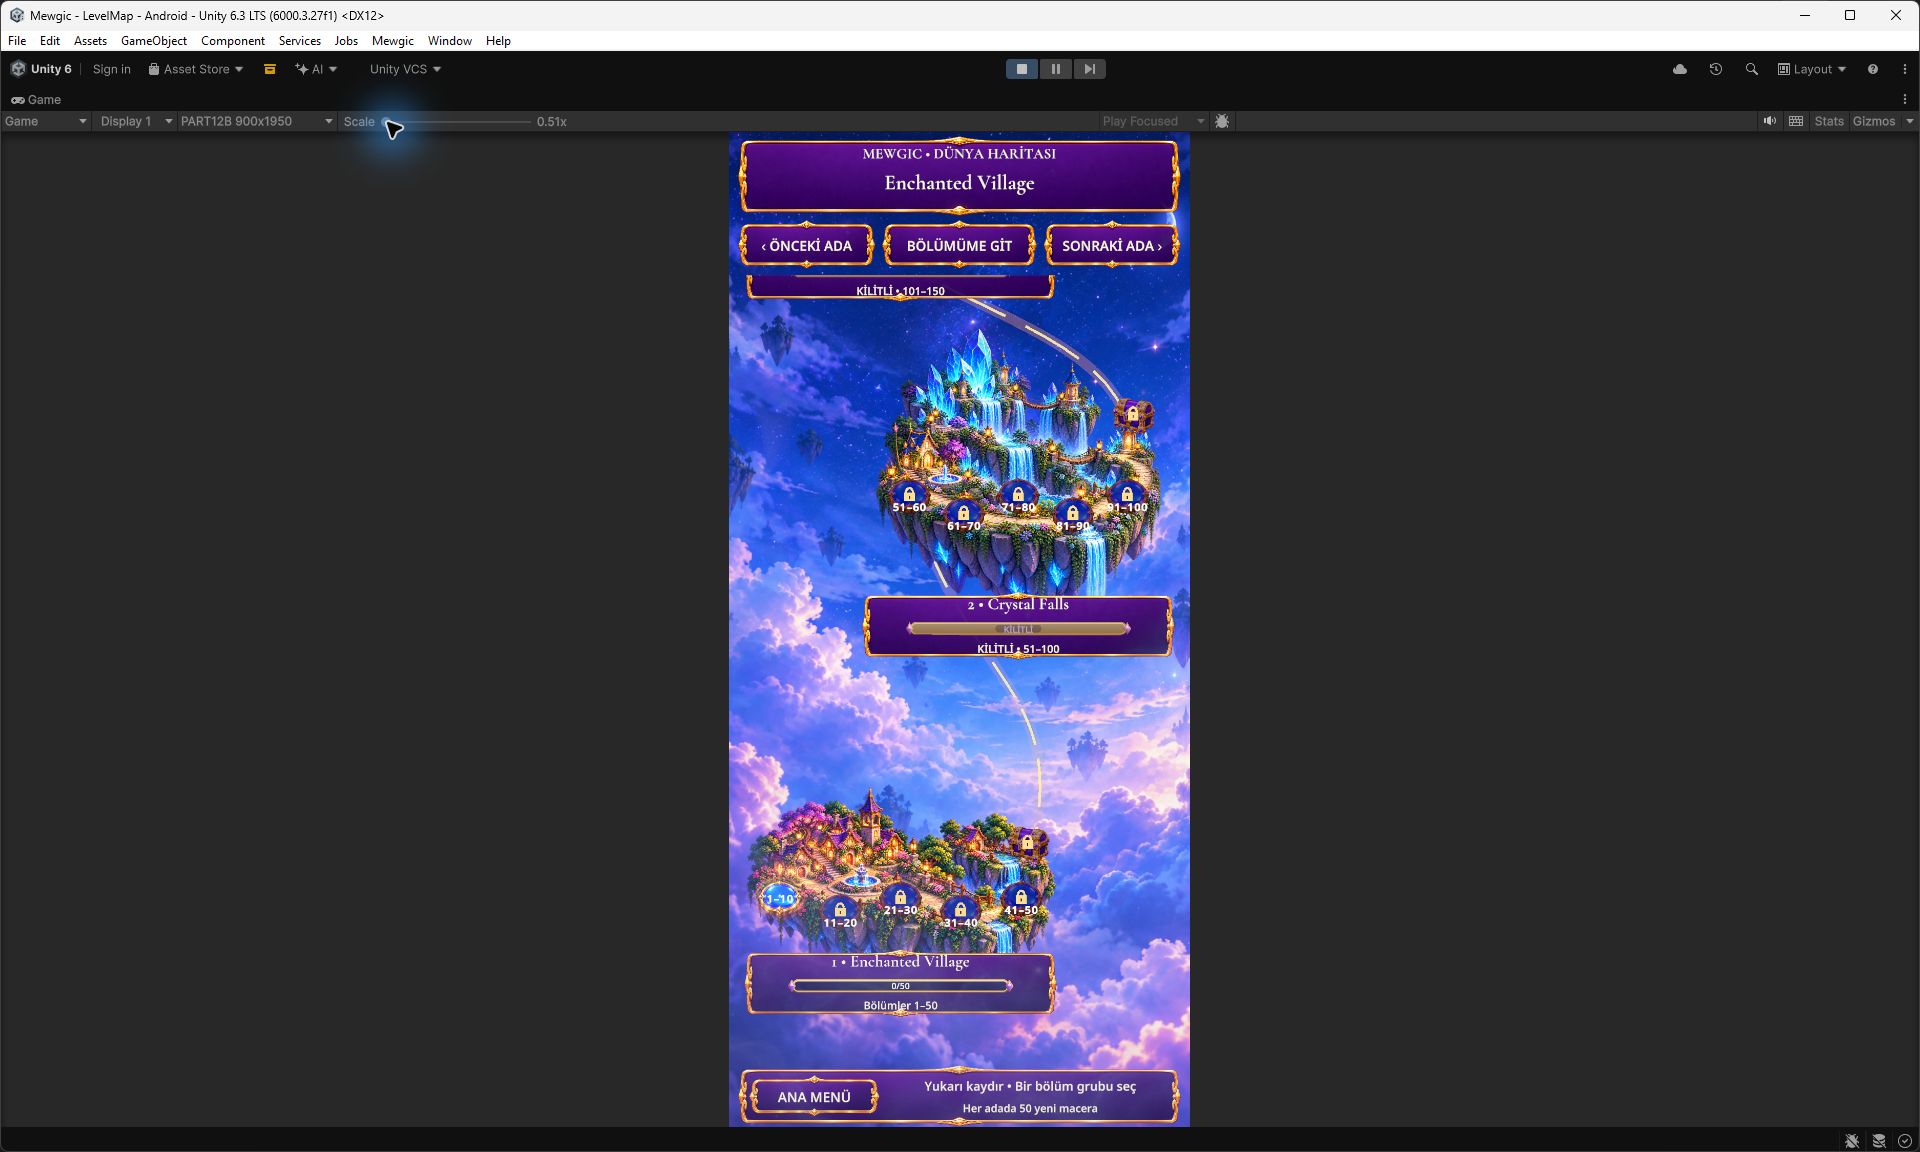 Mewgic - LevelMap - Android - Unity 6.3 LTS (6000.3.27f1) <DX12>
File Edit Assets GameObject Component Services Jobs Mewgic Window Help
Unity 6 Sign in Asset Store AI Unity VCS Layout
Game
Game Display 1 PART12B 900x1950 Scale 0.51x Play Focused Stats Gizmos
MEWGIC • DÜNYA HARİTASI
Enchanted Village
‹ ÖNCEKİ ADA BÖLÜMÜME GİT SONRAKİ ADA ›
KİLİTLİ • 101–150
51–60 71–80 91–100
61–70 81–90
2 • Crystal Falls
KİLİTLİ
KİLİTLİ • 51–100
1–10 21–30 41–50
11–20 31–40
1 • Enchanted Village
0/50
Bölümler 1–50
ANA MENÜ
Yukarı kaydır • Bir bölüm grubu seç
Her adada 50 yeni macera